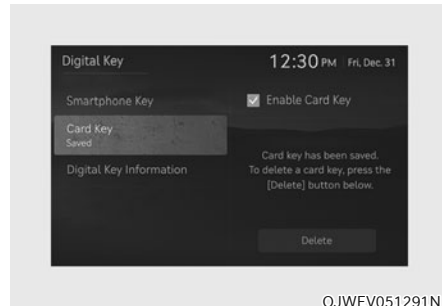 Digital Key
12:30 PM Fri, Dec. 31
Smartphone Key
Enable Card Key
Card Key
Saved
Digital Key Information
Card key has been saved.
To delete a card key, press the
[Delete] button below.
Delete
OJWEV051291N